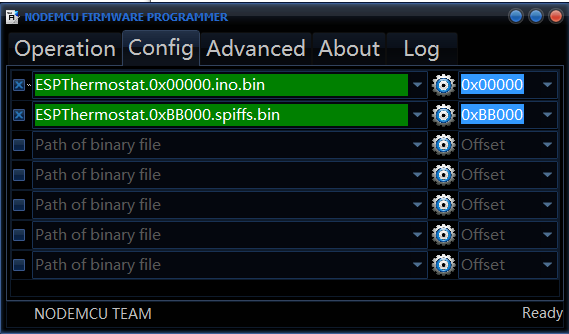 NODEMCU FIRMWARE PROGRAMMER
Operation Config Advanced About Log
ESPThermostat.0x00000.ino.bin 0x00000
ESPThermostat.0xBB000.spiffs.bin 0xBB000
Path of binary file Offset
Path of binary file Offset
Path of binary file Offset
Path of binary file Offset
Path of binary file Offset
NODEMCU TEAM Ready